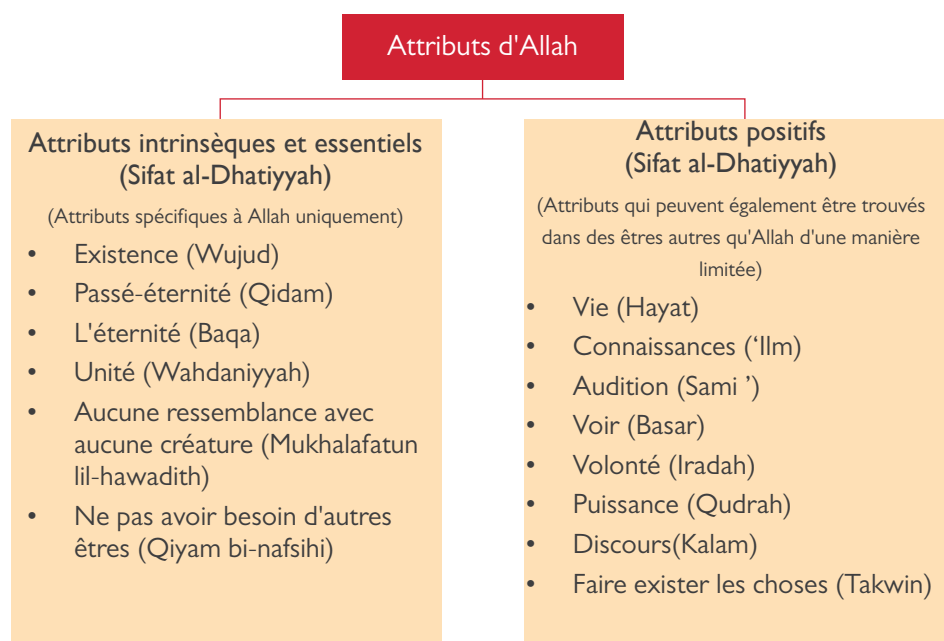 Attributs d'Allah
Attributs intrinsèques et essentiels
(Sifat al-Dhatiyyah)
(Attributs spécifiques à Allah uniquement)
• Existence (Wujud)
• Passé-éternité (Qidam)
• L'éternité (Baqa)
• Unité (Wahdaniyyah)
• Aucune ressemblance avec
aucune créature (Mukhalafatun
lil-hawadith)
• Ne pas avoir besoin d'autres
êtres (Qiyam bi-nafsihi)
Attributs positifs
(Sifat al-Dhatiyyah)
(Attributs qui peuvent également être trouvés
dans des êtres autres qu'Allah d'une manière
limitée)
• Vie (Hayat)
• Connaissances (‘Ilm)
• Audition (Sami ’)
• Voir (Basar)
• Volonté (Iradah)
• Puissance (Qudrah)
• Discours(Kalam)
• Faire exister les choses (Takwin)